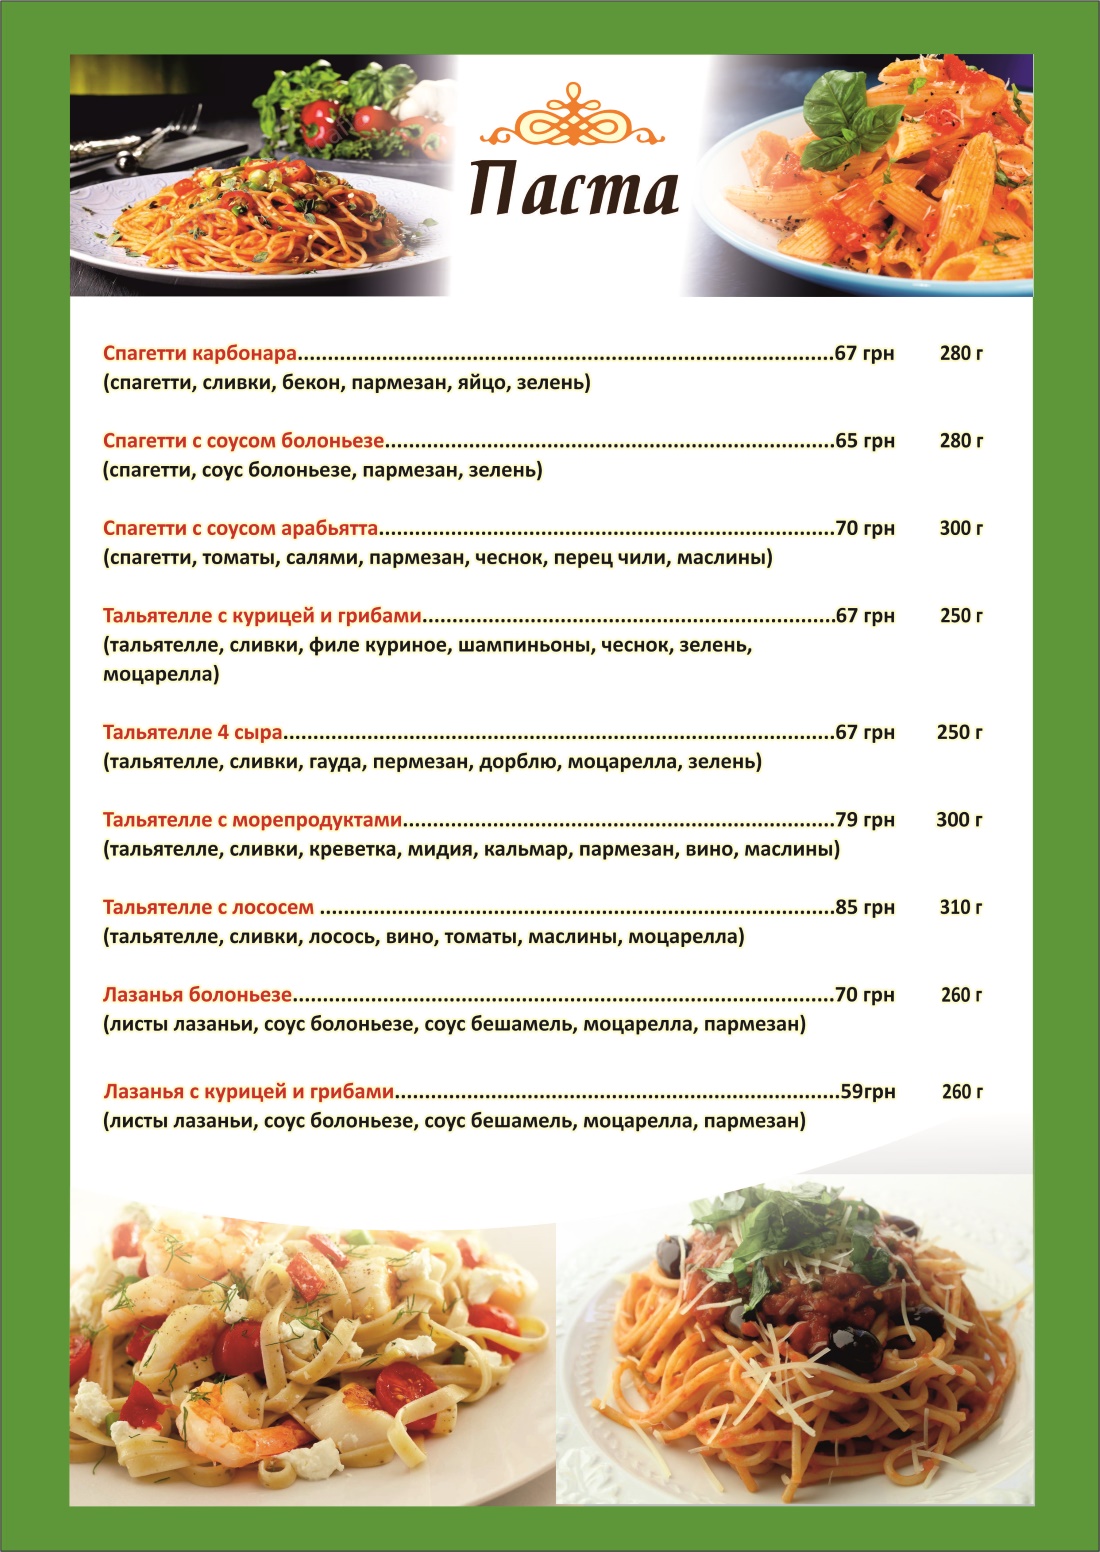 Паста
Спагетти карбонара..........................................................................................67 грн 280 г
(спагетти, сливки, бекон, пармезан, яйцо, зелень)
Спагетти с соусом болоньезе...........................................................................65 грн 280 г
(спагетти, соус болоньезе, пармезан, зелень)
Спагетти с соусом арабьятта............................................................................70 грн 300 г
(спагетти, томаты, салями, пармезан, чеснок, перец чили, маслины)
Тальятелле с курицей и грибами.....................................................................67 грн 250 г
(тальятелле, сливки, филе куриное, шампиньоны, чеснок, зелень,
моцарелла)
Тальятелле 4 сыра............................................................................................67 грн 250 г
(тальятелле, сливки, гауда, пермезан, дорблю, моцарелла, зелень)
Тальятелле с морепродуктами........................................................................79 грн 300 г
(тальятелле, сливки, креветка, мидия, кальмар, пармезан, вино, маслины)
Тальятелле с лососем ......................................................................................85 грн 310 г
(тальятелле, сливки, лосось, вино, томаты, маслины, моцарелла)
Лазанья болоньезе...........................................................................................70 грн 260 г
(листы лазаньи, соус болоньезе, соус бешамель, моцарелла, пармезан)
Лазанья с курицей и грибами..........................................................................59грн 260 г
(листы лазаньи, соус болоньезе, соус бешамель, моцарелла, пармезан)